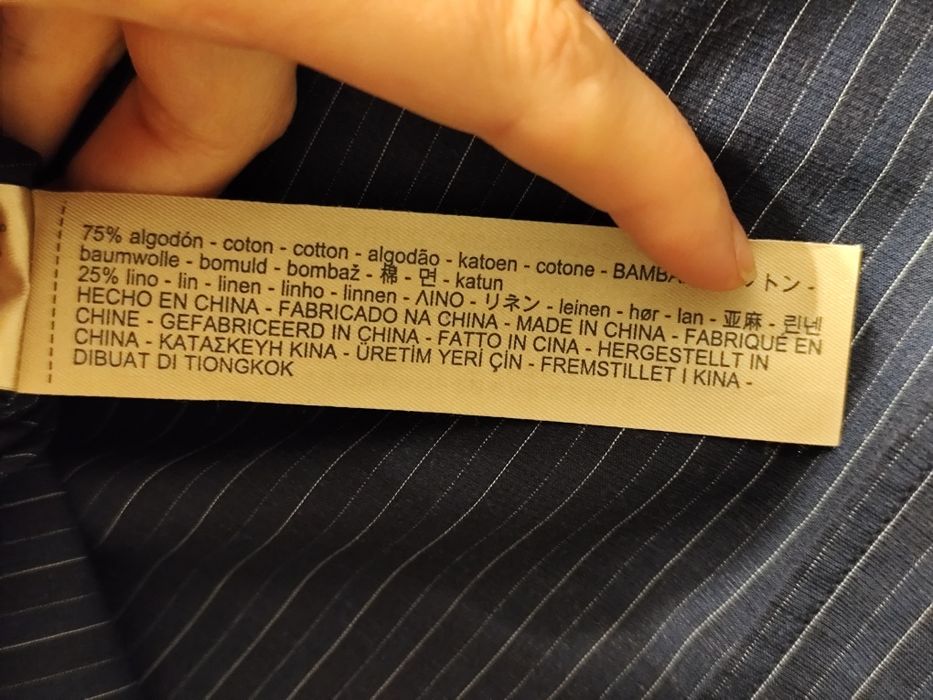 75% algodón - coton - cotton - algodão - katoen - cotone - トン -
baumwolle - bomuld - bombaž - 棉 - 면 - katun
25% lino - lin - linen - linho - linnen - ΛΙΝΟ - リネン - leinen - hør - lan - 亚麻 - 린넨
HECHO EN CHINA - FABRICADO NA CHINA - MADE IN CHINA - FABRIQUÉ EN
CHINE - GEFABRICEERD IN CHINA - FATTO IN CINA - HERGESTELLT IN
CHINA - ΚΑΤΑΣΚΕΥΗ ΚΙΝΑ - ÜRETİM YERİ ÇİN - FREMSTILLET I KINA -
DIBUAT DI TIONGKOK